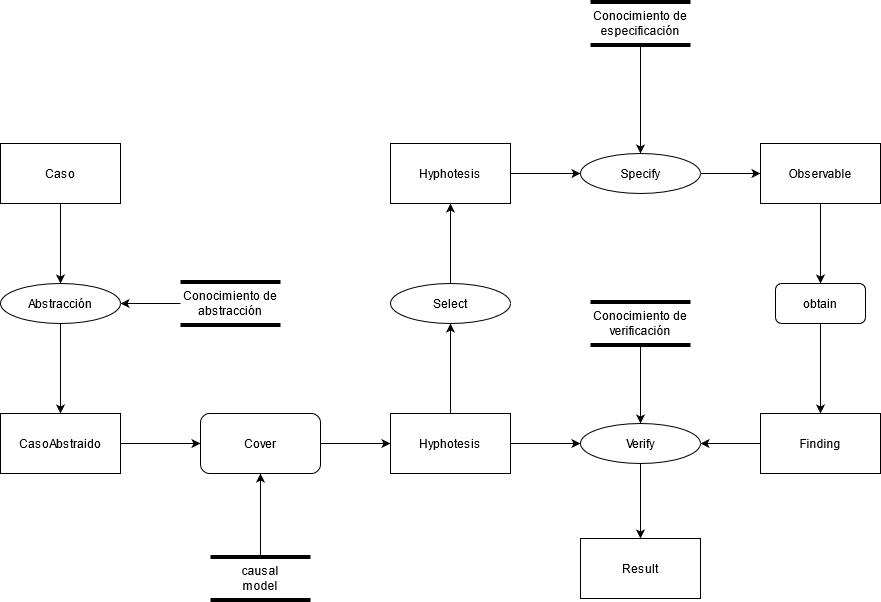 Conocimiento de
especificación
Caso
Hyphotesis
Specify
Observable
Abstracción
Conocimiento de
abstracción
Select
Conocimiento de
verificación
obtain
CasoAbstraido
Cover
Hyphotesis
Verify
Finding
causal
model
Result